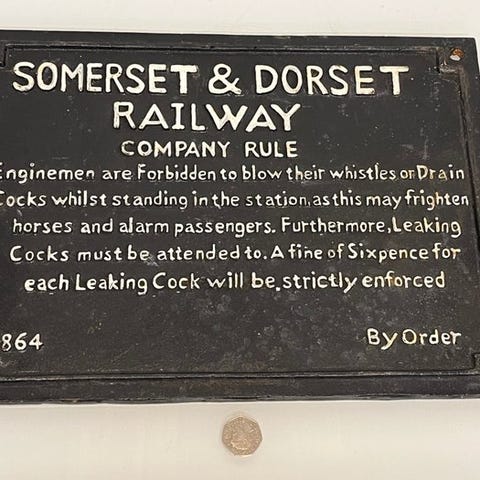 SOMERSET & DORSET
RAILWAY
COMPANY RULE
Enginemen are Forbidden to blow their whistles or Drain
Cocks whilst standing in the station, as this may frighten
horses and alarm passengers. Furthermore, Leaking
Cocks must be attended to. A fine of Sixpence for
each Leaking Cock will be strictly enforced
864
By Order